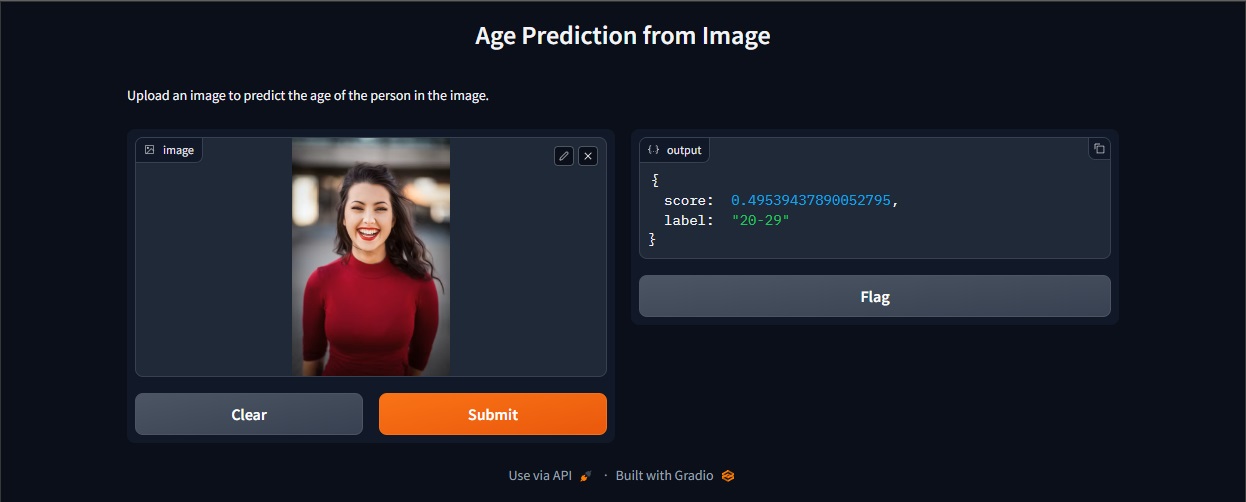 Age Prediction from Image
Upload an image to predict the age of the person in the image.
image
Clear
Submit
output
{
score: 0.49539437890052795,
label: "20-29"
}
Flag
Use via API · Built with Gradio